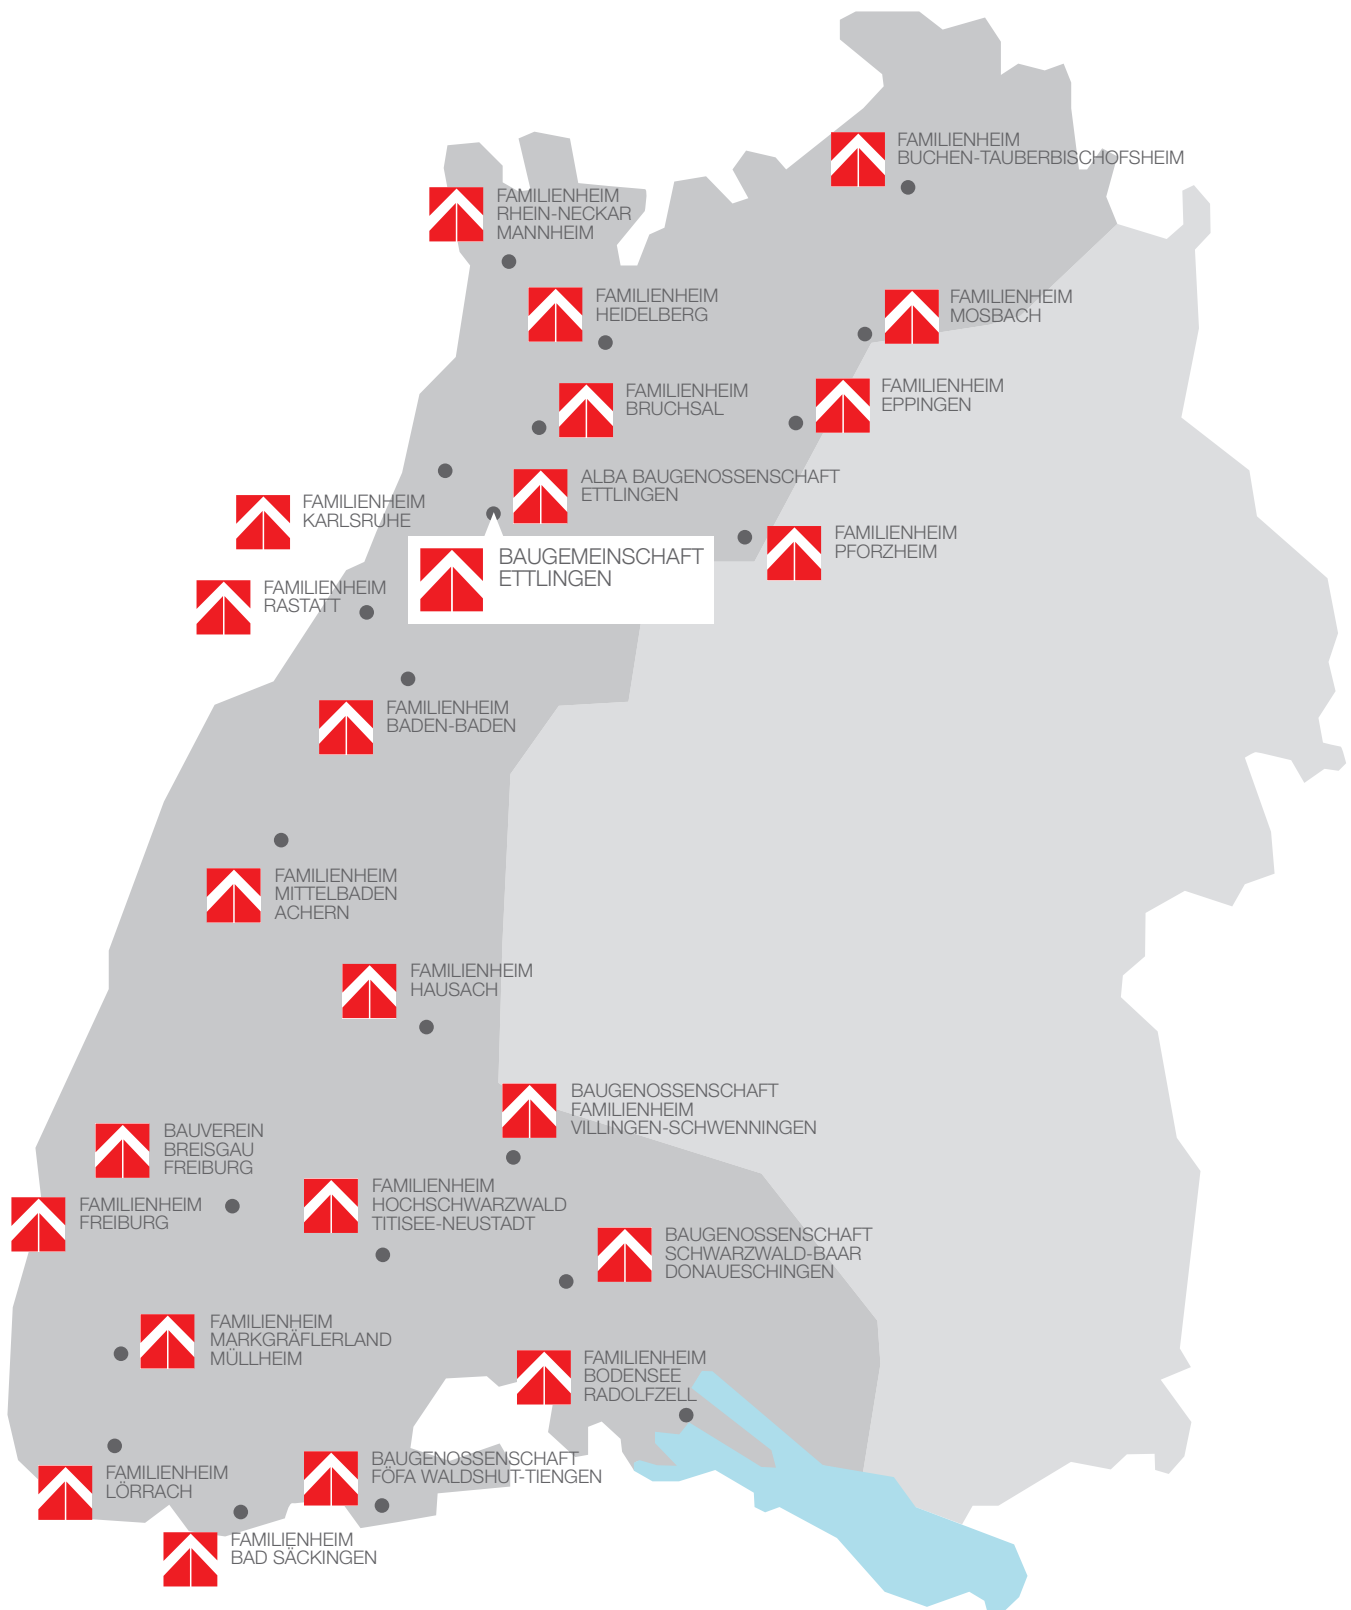 FAMILIENHEIM
BUCHEN-TAUBERBISCHOFSHEIM
FAMILIENHEIM
RHEIN-NECKAR
MANNHEIM
FAMILIENHEIM
HEIDELBERG
FAMILIENHEIM
MOSBACH
FAMILIENHEIM
BRUCHSAL
FAMILIENHEIM
EPPINGEN
ALBA BAUGENOSSENSCHAFT
ETTLINGEN
FAMILIENHEIM
KARLSRUHE
FAMILIENHEIM
PFORZHEIM
BAUGEMEINSCHAFT
ETTLINGEN
FAMILIENHEIM
RASTATT
FAMILIENHEIM
BADEN-BADEN
FAMILIENHEIM
MITTELBADEN
ACHERN
FAMILIENHEIM
HAUSACH
BAUGENOSSENSCHAFT
FAMILIENHEIM
VILLINGEN-SCHWENNINGEN
BAUVEREIN
BREISGAU
FREIBURG
FAMILIENHEIM
HOCHSCHWARZWALD
TITISEE-NEUSTADT
FAMILIENHEIM
FREIBURG
BAUGENOSSENSCHAFT
SCHWARZWALD-BAAR
DONAUESCHINGEN
FAMILIENHEIM
MARKGRÄFLERLAND
MÜLLHEIM
FAMILIENHEIM
BODENSEE
RADOLFZELL
BAUGENOSSENSCHAFT
FÖFA WALDSHUT-TIENGEN
FAMILIENHEIM
LÖRRACH
FAMILIENHEIM
BAD SÄCKINGEN